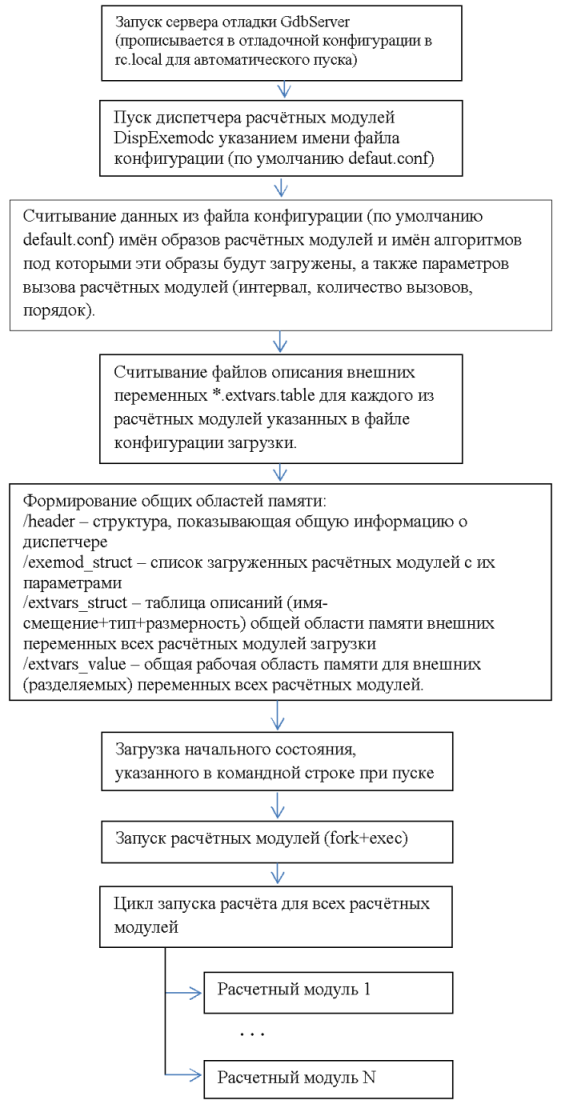 Запуск сервера отладки GdbServer
(прописывается в отладочной конфигурации в
rc.local для автоматического пуска)
Пуск диспетчера расчётных модулей
DispExemodс указанием имени файла
конфигурации (по умолчанию defaut.conf)
Считывание данных из файла конфигурации (по умолчанию
default.conf) имён образов расчётных модулей и имён алгоритмов
под которыми эти образы будут загружены, а также параметров
вызова расчётных модулей (интервал, количество вызовов,
порядок).
Считывание файлов описания внешних
переменных *.extvars.table для каждого из
расчётных модулей указанных в файле
конфигурации загрузки.
Формирование общих областей памяти:
/header – структура, показывающая общую информацию о
диспетчере
/exemod_struct – список загруженных расчётных модулей с их
параметрами
/extvars_struct – таблица описаний (имя-
смещение+тип+размерность) общей области памяти внешних
переменных всех расчётных модулей загрузки
/extvars_value – общая рабочая область памяти для внешних
(разделяемых) переменных всех расчётных модулей.
Загрузка начального состояния,
указанного в командной строке при пуске
Запуск расчётных модулей (fork+exec)
Цикл запуска расчёта для всех расчётных
модулей
Расчетный модуль 1
. . .
Расчетный модуль N